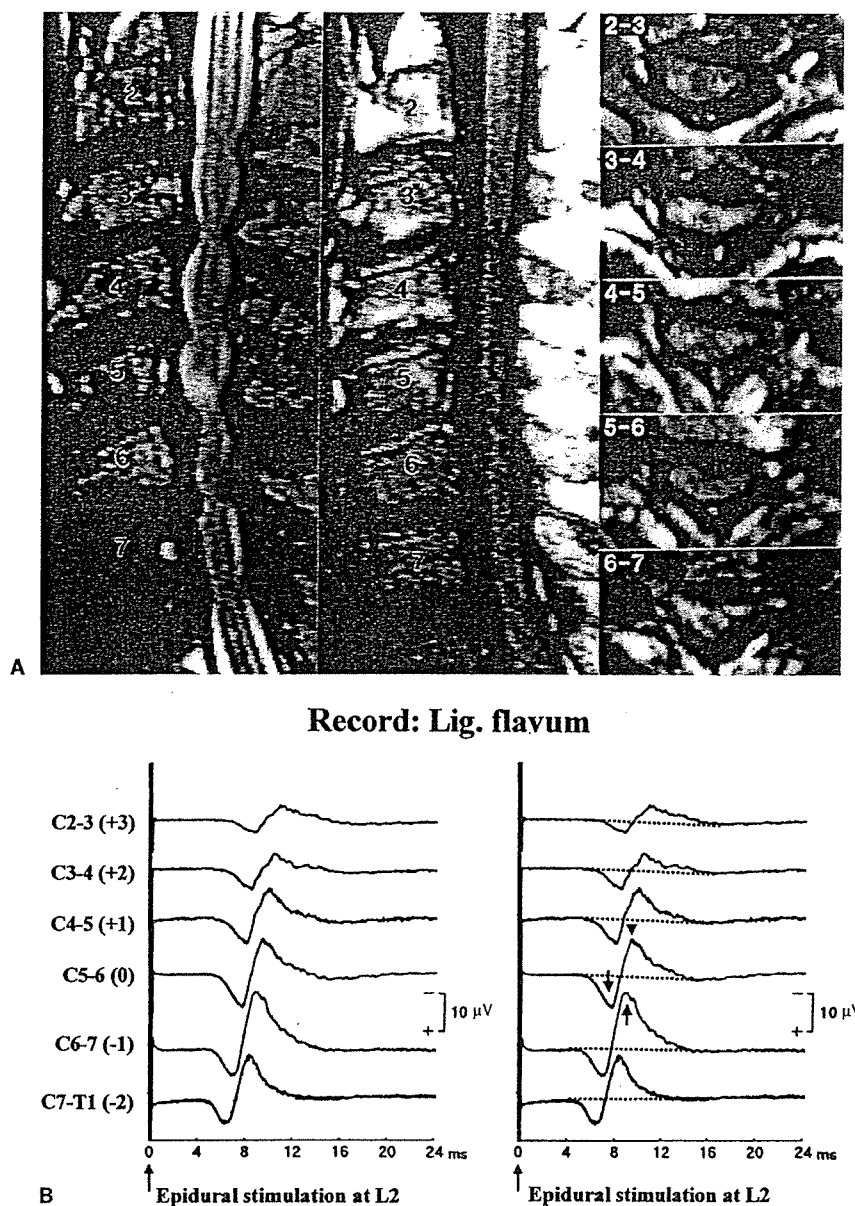 2
3
4
5
6
7
2
3
4
5
6
7
2-3
3-4
4-5
5-6
6-7
A
Record: Lig. flavum
C2-3 (+3)
C3-4 (+2)
C4-5 (+1)
C5-6 (0)
C6-7 (-1)
C7-T1 (-2)
− 
+
10 μV
0 4 8 12 16 20 24 ms
Epidural stimulation at L2
−
+
10 μV
0 4 8 12 16 20 24 ms
Epidural stimulation at L2
B